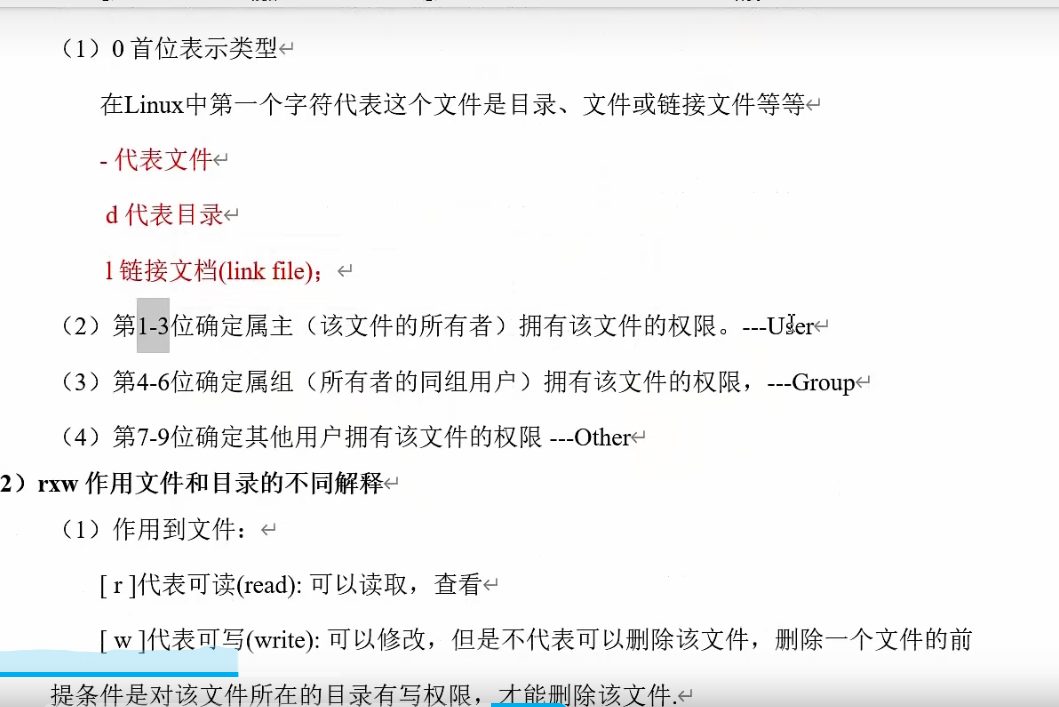 （1）0 首位表示类型
在Linux中第一个字符代表这个文件是目录、文件或链接文件等等
- 代表文件
d 代表目录
l 链接文档(link file)；
（2）第1-3位确定属主（该文件的所有者）拥有该文件的权限。---User
（3）第4-6位确定属组（所有者的同组用户）拥有该文件的权限，---Group
（4）第7-9位确定其他用户拥有该文件的权限 ---Other
2）rxw 作用文件和目录的不同解释
（1）作用到文件：
[ r ]代表可读(read): 可以读取，查看
[ w ]代表可写(write): 可以修改，但是不代表可以删除该文件，删除一个文件的前
提条件是对该文件所在的目录有写权限，才能删除该文件.